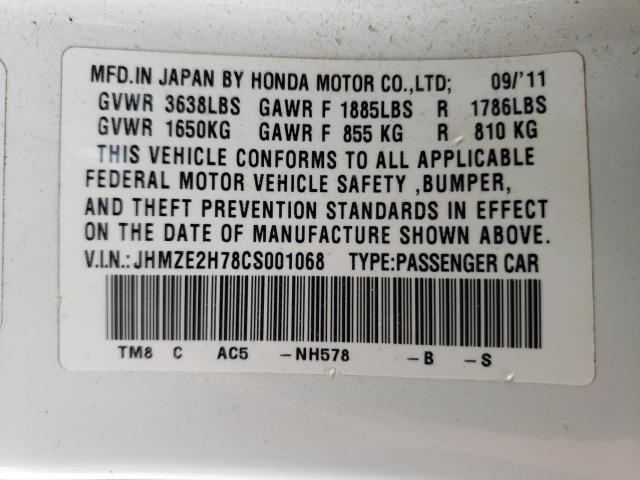 MFD.IN JAPAN BY HONDA MOTOR CO.,LTD; 09/'11
GVWR 3638LBS GAWR F 1885LBS R 1786LBS
GVWR 1650KG GAWR F 855 KG R 810 KG
THIS VEHICLE CONFORMS TO ALL APPLICABLE
FEDERAL MOTOR VEHICLE SAFETY ,BUMPER,
AND THEFT PREVENTION STANDARDS IN EFFECT
ON THE DATE OF MANUFACTURE SHOWN ABOVE.
V.I.N.:JHMZE2H78CS001068 TYPE:PASSENGER CAR
TM8 C AC5 -NH578 -B -S